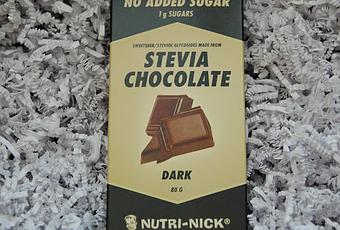 NO ADDED SUGAR
1g SUGARS
SWEETENER/STEVIOL GLYCOSIDES MADE FROM
STEVIA
CHOCOLATE
DARK
80 G
NUTRI-NICK®